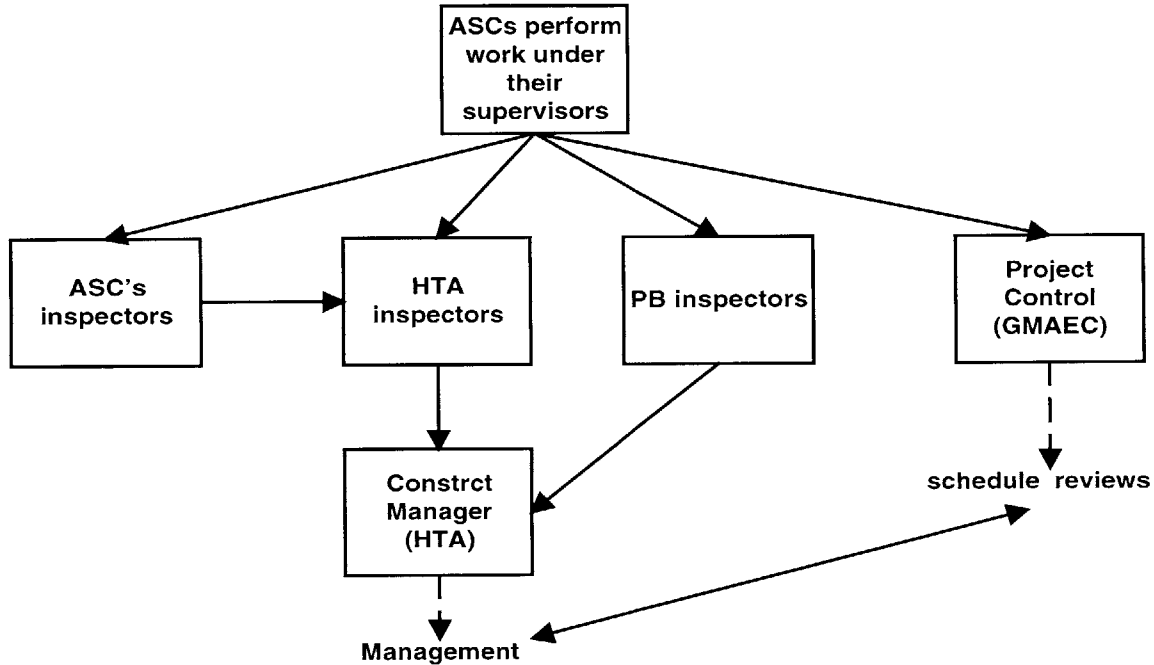 ASCs perform
work under
their
supervisors
ASC's
inspectors
HTA
inspectors
PB inspectors
Project
Control
(GMAEC)
Constrct
Manager
(HTA)
schedule reviews
Management